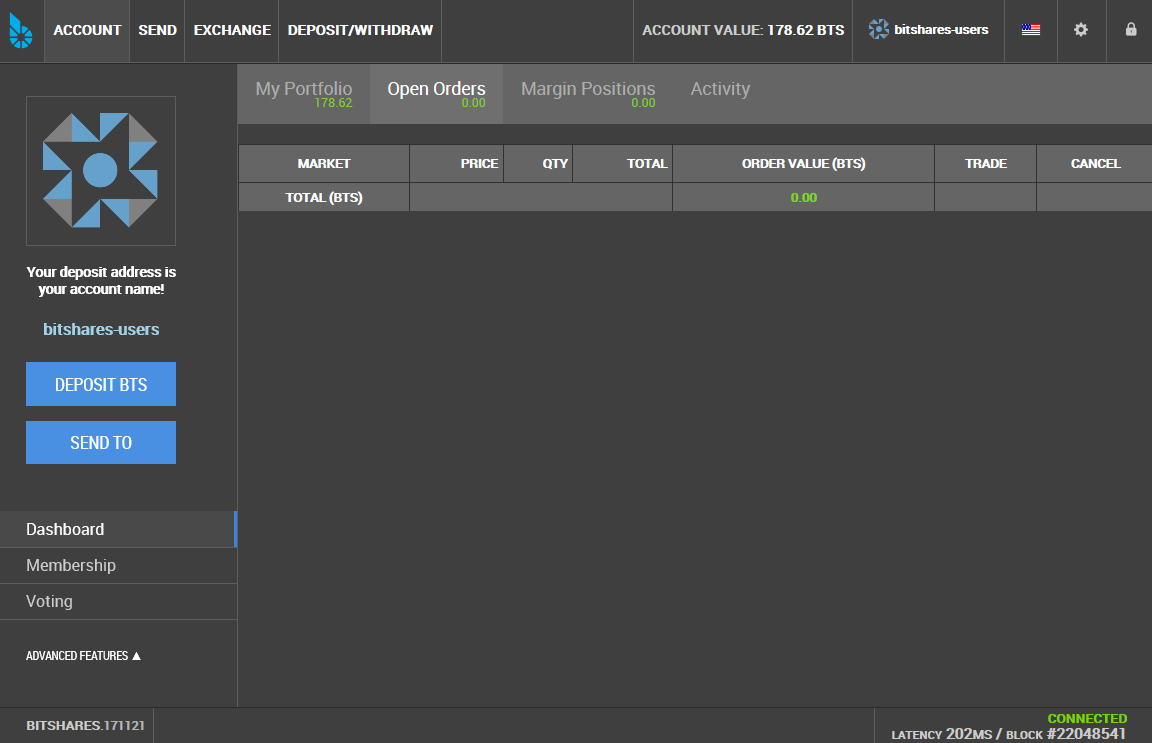 ACCOUNT SEND EXCHANGE DEPOSIT/WITHDRAW ACCOUNT VALUE: 178.62 BTS bitshares-users
My Portfolio Open Orders Margin Positions Activity
178.62 0.00 0.00
MARKET PRICE QTY TOTAL ORDER VALUE (BTS) TRADE CANCEL
TOTAL (BTS) 0.00
Your deposit address is
your account name!
bitshares-users
DEPOSIT BTS
SEND TO
Dashboard
Membership
Voting
ADVANCED FEATURES ▲
BITSHARES.171121
CONNECTED
LATENCY 202MS / BLOCK #22048541